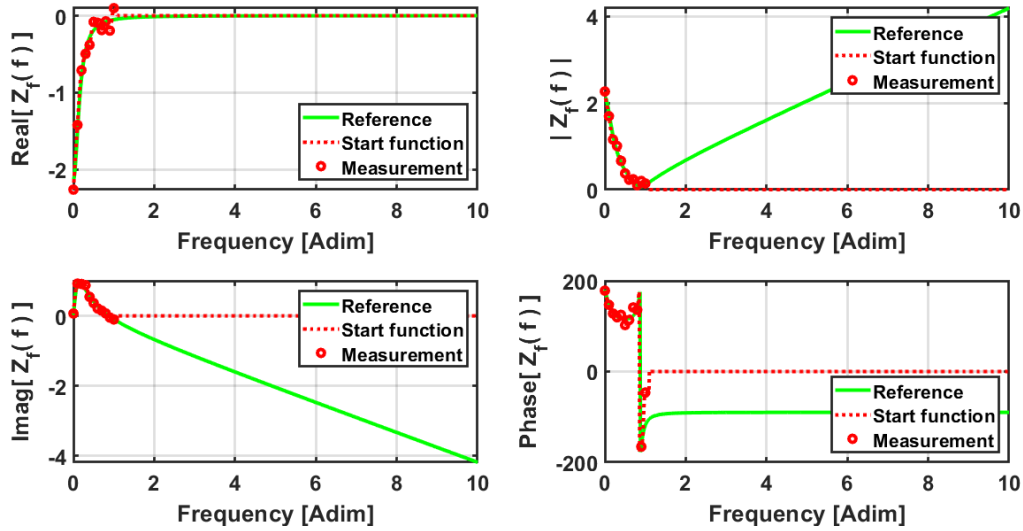 Real[ Z_f( f ) ]
0
-1
-2
Reference
Start function
Measurement
0 2 4 6 8 10
Frequency [Adim]
| Z_f( f ) |
4
2
0
Reference
Start function
Measurement
0 2 4 6 8 10
Frequency [Adim]
Imag[ Z_f( f ) ]
0
-2
-4
Reference
Start function
Measurement
0 2 4 6 8 10
Frequency [Adim]
Phase[ Z_f( f ) ]
200
0
-200
Reference
Start function
Measurement
0 2 4 6 8 10
Frequency [Adim]